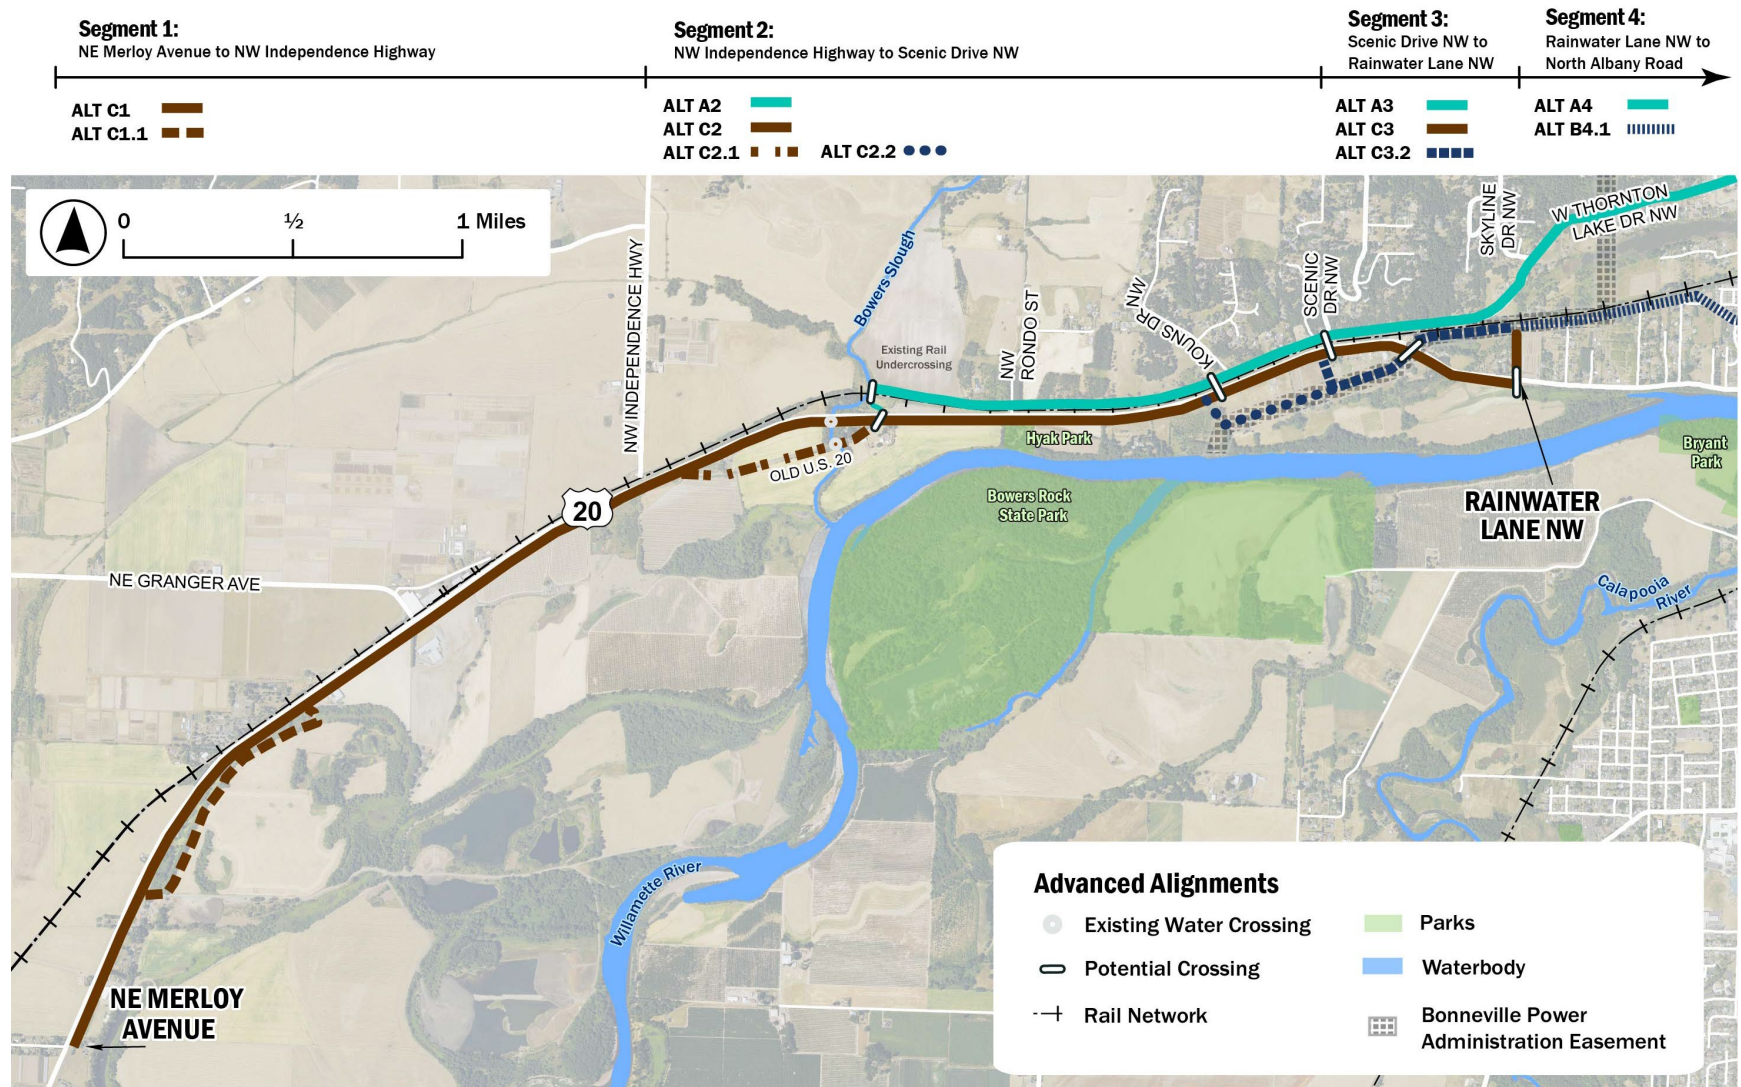 Segment 1:
NE Merloy Avenue to NW Independence Highway
Segment 2:
NW Independence Highway to Scenic Drive NW
Segment 3:
Scenic Drive NW to
Rainwater Lane NW
Segment 4:
Rainwater Lane NW to
North Albany Road
ALT C1
ALT C1.1
ALT A2
ALT C2
ALT C2.1
ALT C2.2
ALT A3
ALT C3
ALT C3.2
ALT A4
ALT B4.1
0
½
1 Miles
NW INDEPENDENCE HWY
Bowers Slough
Existing Rail
Undercrossing
NW
RONDO ST
KOUNS DR NW
SCENIC
DR NW
SKYLINE
DR NW
W THORNTON
LAKE DR NW
Hyak Park
OLD U.S. 20
20
Bowers Rock
State Park
Bryant
Park
RAINWATER
LANE NW
NE GRANGER AVE
Calapooia
River
Willamette River
NE MERLOY
AVENUE
Advanced Alignments
Existing Water Crossing
Potential Crossing
Rail Network
Parks
Waterbody
Bonneville Power
Administration Easement